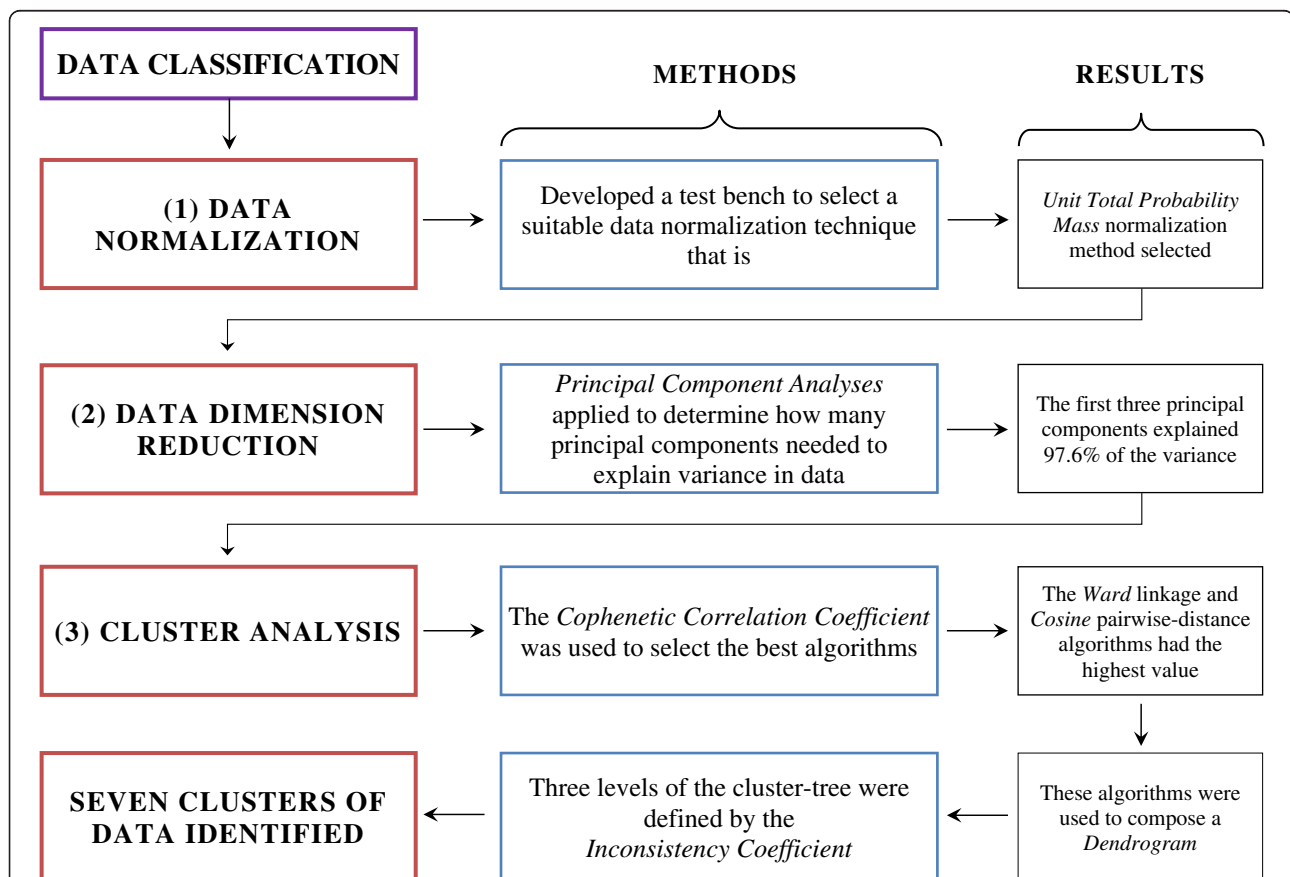 DATA CLASSIFICATION
METHODS
RESULTS
(1) DATA
NORMALIZATION
Developed a test bench to select a
suitable data normalization technique
that is
Unit Total Probability
Mass normalization
method selected
(2) DATA DIMENSION
REDUCTION
Principal Component Analyses
applied to determine how many
principal components needed to
explain variance in data
The first three principal
components explained
97.6% of the variance
(3) CLUSTER ANALYSIS
The Cophenetic Correlation Coefficient
was used to select the best algorithms
The Ward linkage and
Cosine pairwise-distance
algorithms had the
highest value
SEVEN CLUSTERS OF
DATA IDENTIFIED
Three levels of the cluster-tree were
defined by the
Inconsistency Coefficient
These algorithms were
used to compose a
Dendrogram